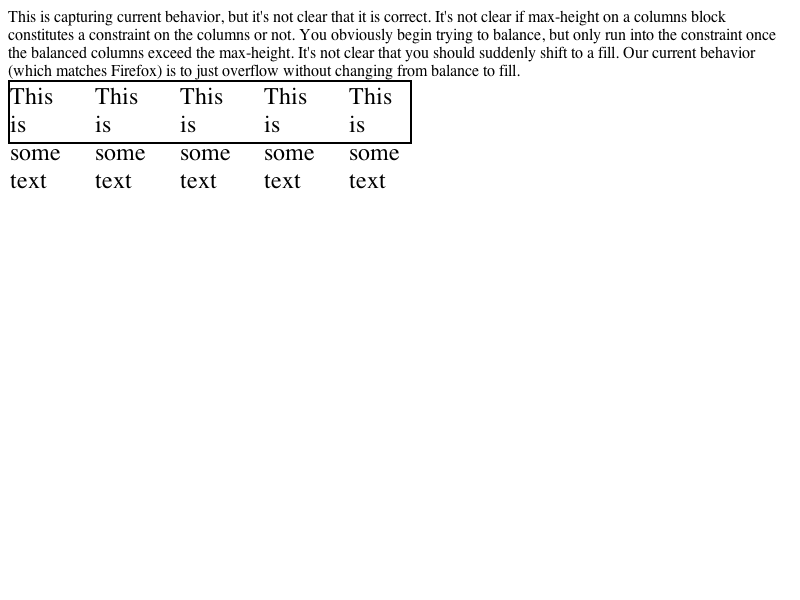 This is capturing current behavior, but it's not clear that it is correct. It's not clear if max-height on a columns block
constitutes a constraint on the columns or not. You obviously begin trying to balance, but only run into the constraint once
the balanced columns exceed the max-height. It's not clear that you should suddenly shift to a fill. Our current behavior
(which matches Firefox) is to just overflow without changing from balance to fill.
This This This This This
is is is is is
some some some some some
text text text text text